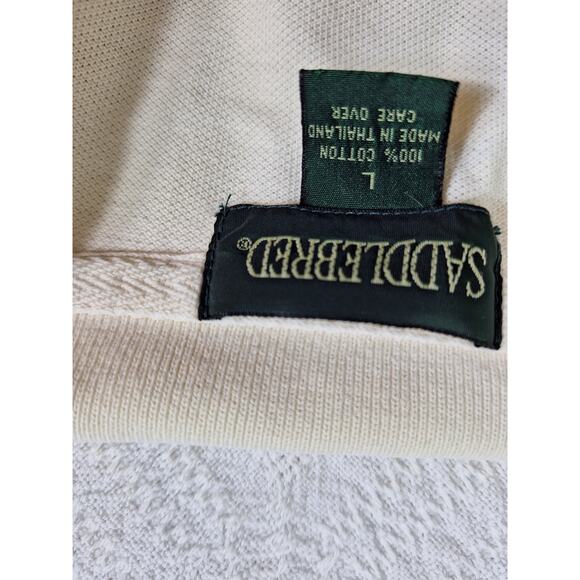 SADDLEBRED®
L
100% COTTON
MADE IN THAILAND
CARE OVER